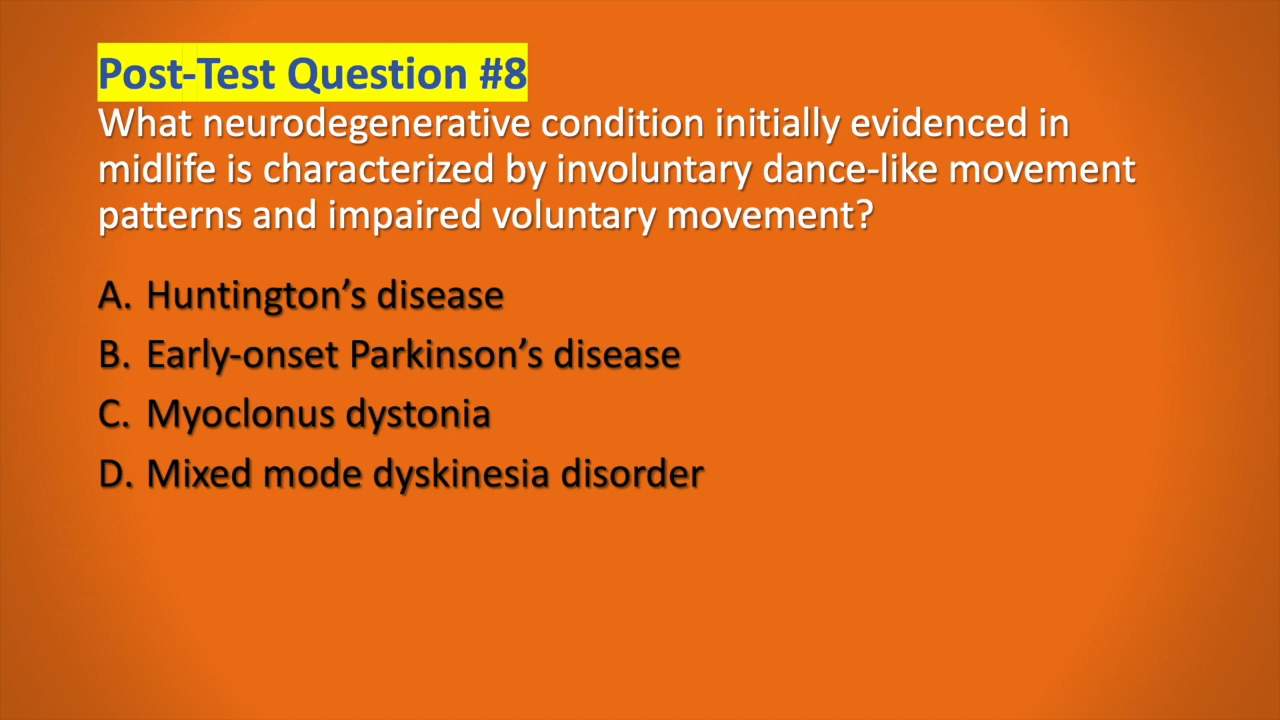 Post-Test Question #8
What neurodegenerative condition initially evidenced in
midlife is characterized by involuntary dance-like movement
patterns and impaired voluntary movement?
A. Huntington’s disease
B. Early-onset Parkinson’s disease
C. Myoclonus dystonia
D. Mixed mode dyskinesia disorder